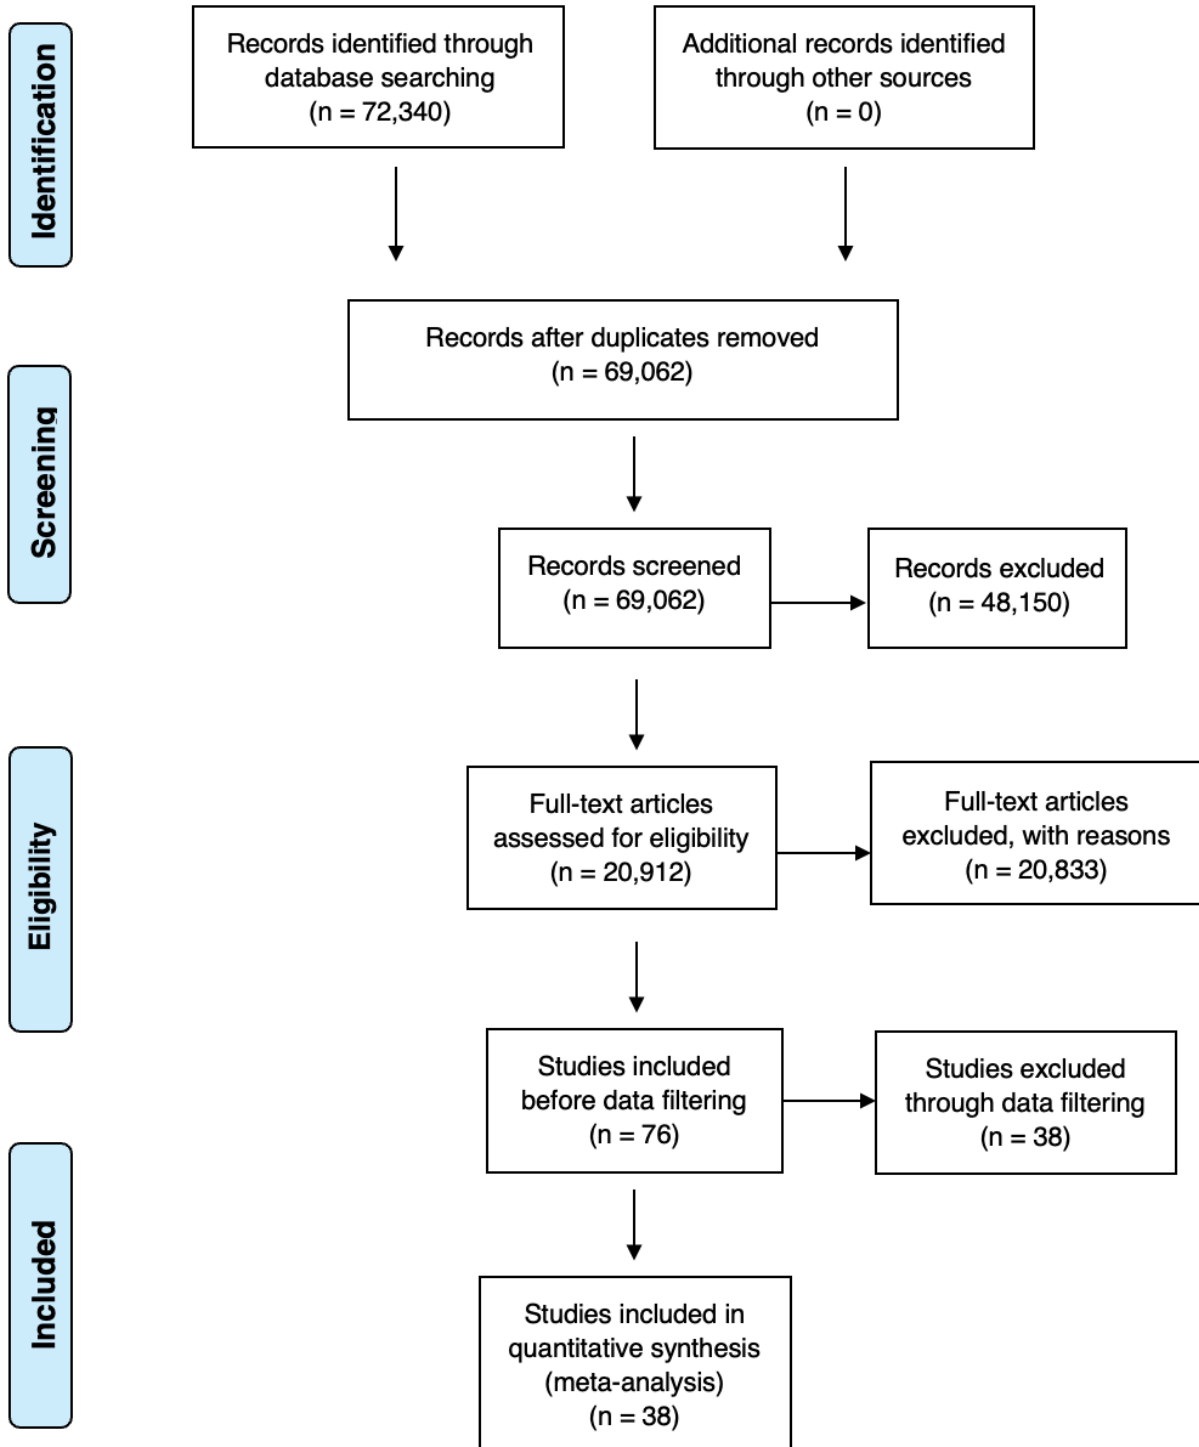 Identification
Records identified through
database searching
(n = 72,340)
Additional records identified
through other sources
(n = 0)
Records after duplicates removed
(n = 69,062)
Screening
Records screened
(n = 69,062)
Records excluded
(n = 48,150)
Eligibility
Full-text articles
assessed for eligibility
(n = 20,912)
Full-text articles
excluded, with reasons
(n = 20,833)
Studies included
before data filtering
(n = 76)
Studies excluded
through data filtering
(n = 38)
Included
Studies included in
quantitative synthesis
(meta-analysis)
(n = 38)